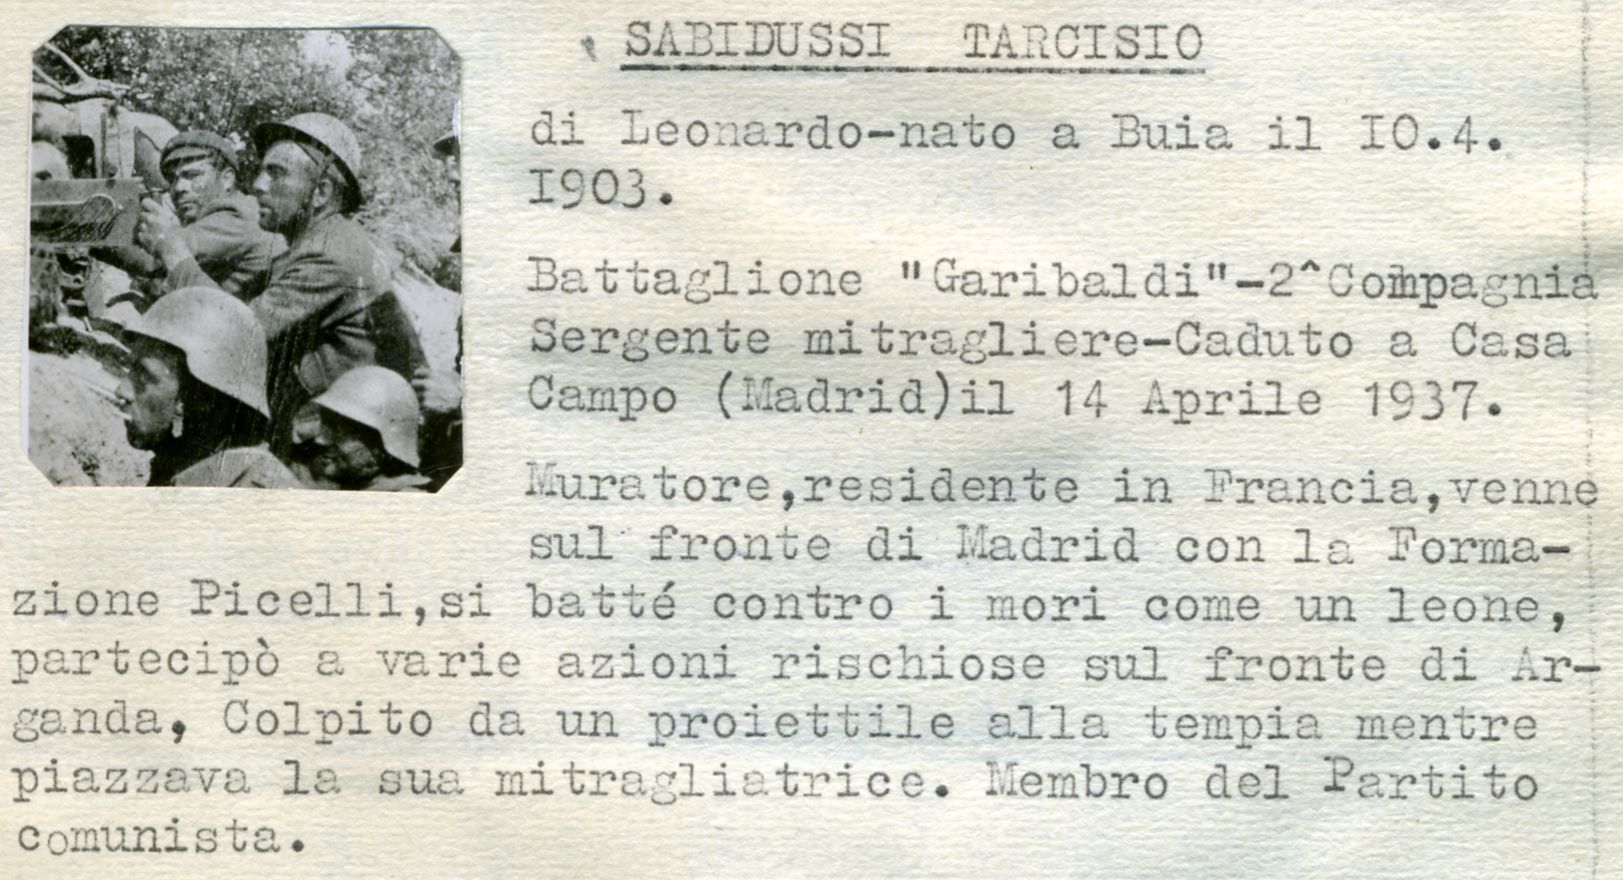 SABIDUSSI TARCISIO
di Leonardo-nato a Buia il IO.4.
I903.
Battaglione "Garibaldi"-2^Compagnia
Sergente mitragliere-Caduto a Casa
Campo (Madrid)il 14 Aprile 1937.
Muratore,residente in Francia,venne
sul fronte di Madrid con la Forma-
zione Picelli,si batté contro i mori come un leone,
partecipò a varie azioni rischiose sul fronte di Ar-
ganda, Colpito da un proiettile alla tempia mentre
piazzava la sua mitragliatrice. Membro del Partito
comunista.